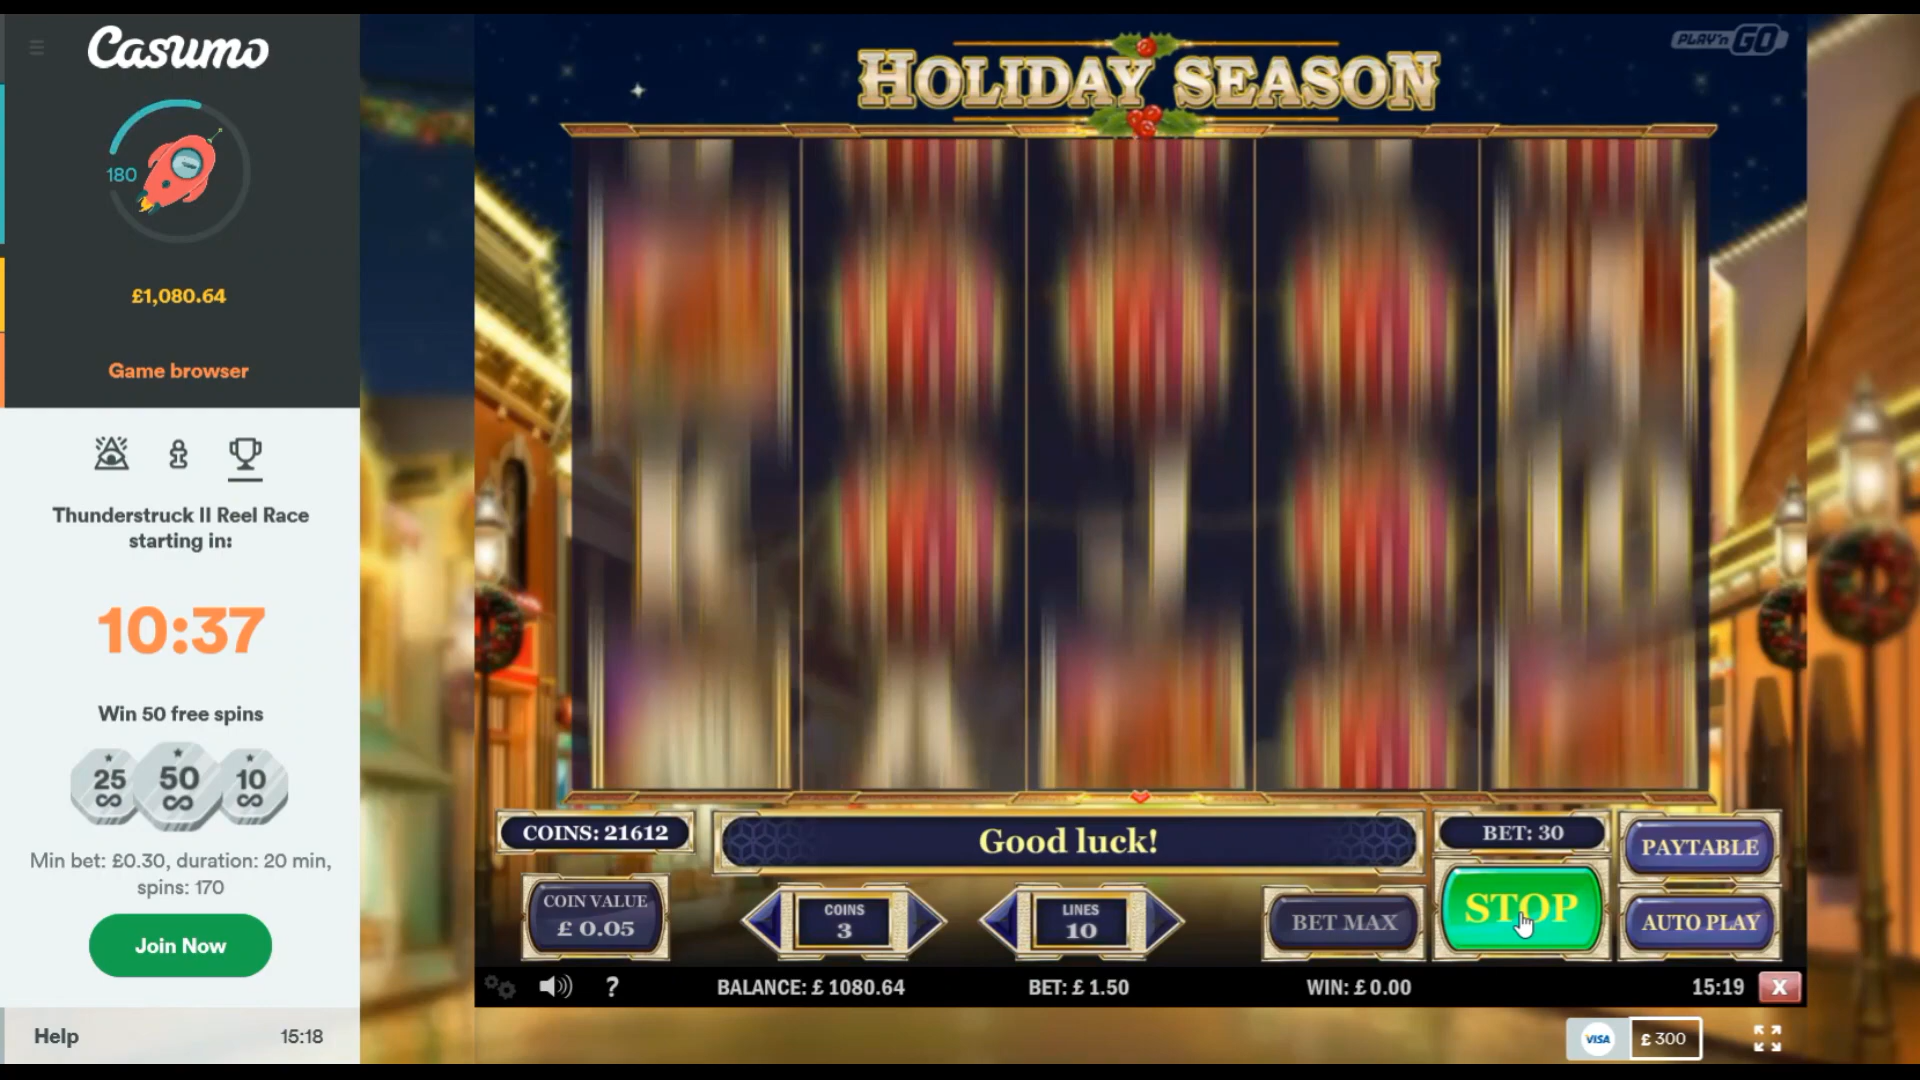 Casumo
180
£1,080.64
Game browser
Thunderstruck II Reel Race
starting in:
10:37
Win 50 free spins
25
50
10
Min bet: £0.30, duration: 20 min,
spins: 170
Join Now
Help
15:18
HOLIDAY SEASON
PLAY'n GO
COINS: 21612
Good luck!
BET: 30
PAYTABLE
COIN VALUE
£ 0.05
COINS
3
LINES
10
BET MAX
STOP
AUTO PLAY
?
BALANCE: £ 1080.64
BET: £ 1.50
WIN: £ 0.00
15:19
X
VISA
£ 300